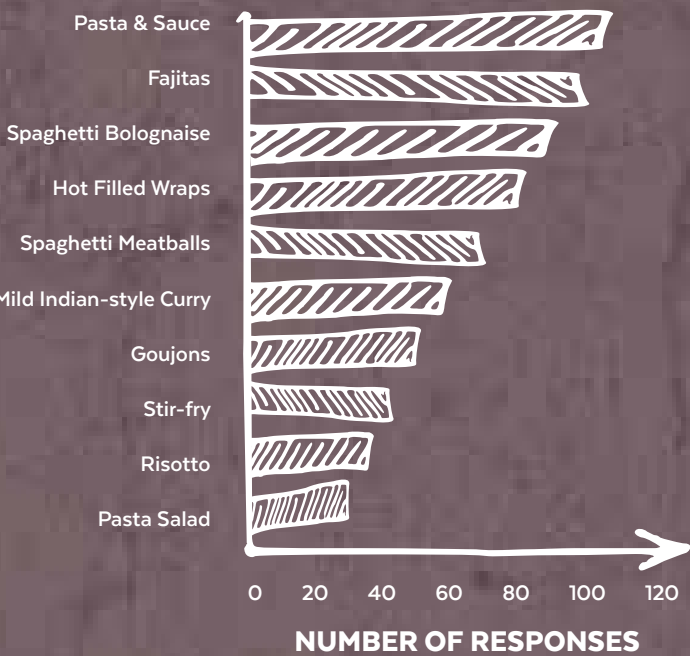 Pasta & Sauce
Fajitas
Spaghetti Bolognaise
Hot Filled Wraps
Spaghetti Meatballs
Mild Indian-style Curry
Goujons
Stir-fry
Risotto
Pasta Salad
0 20 40 60 80 100 120
NUMBER OF RESPONSES